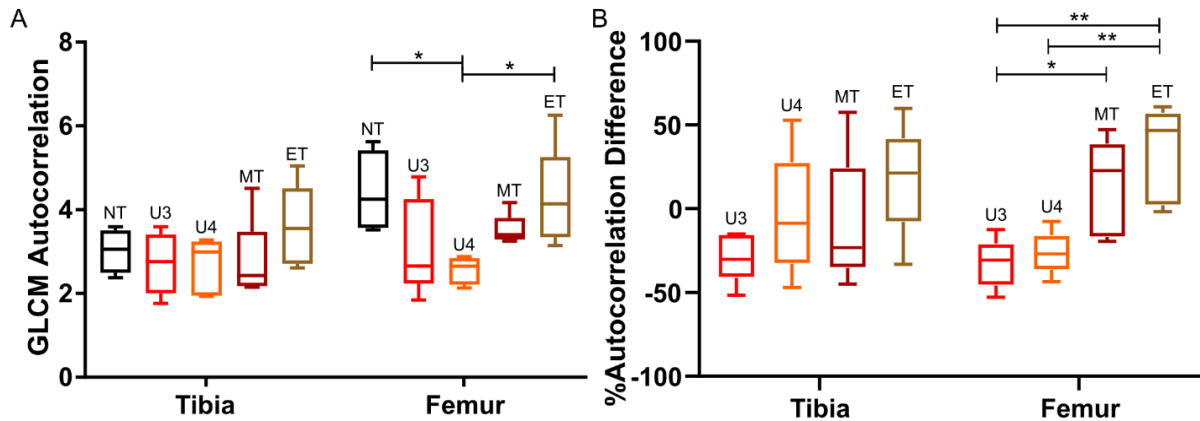 A
GLCM Autocorrelation
8
6
4
2
0
NT
U3
U4
MT
ET
NT
U3
U4
MT
ET
*
*
Tibia
Femur
B
%Autocorrelation Difference
100
50
0
-50
-100
U3
U4
MT
ET
U3
U4
MT
ET
**
**
*
Tibia
Femur